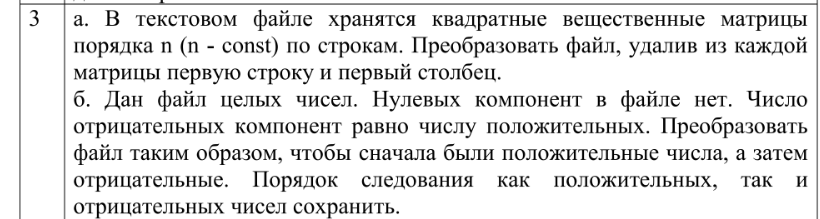 3 а. В текстовом файле хранятся квадратные вещественные матрицы
порядка n (n - const) по строкам. Преобразовать файл, удалив из каждой
матрицы первую строку и первый столбец.
б. Дан файл целых чисел. Нулевых компонент в файле нет. Число
отрицательных компонент равно числу положительных. Преобразовать
файл таким образом, чтобы сначала были положительные числа, а затем
отрицательные. Порядок следования как положительных, так и
отрицательных чисел сохранить.